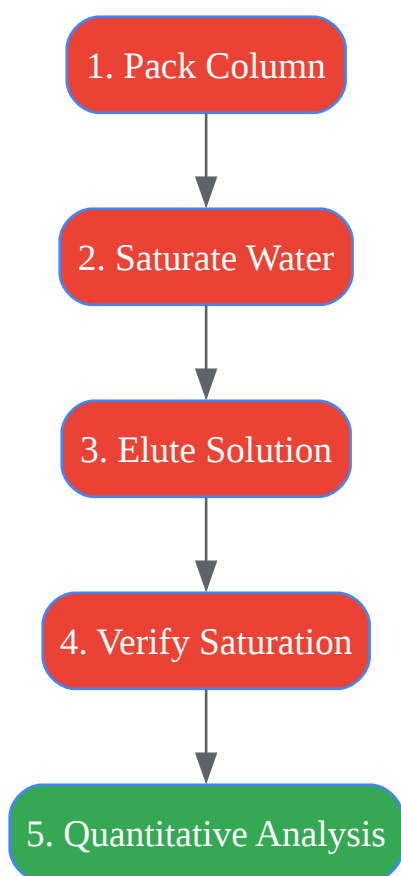 1. Pack Column
2. Saturate Water
3. Elute Solution
4. Verify Saturation
5. Quantitative Analysis